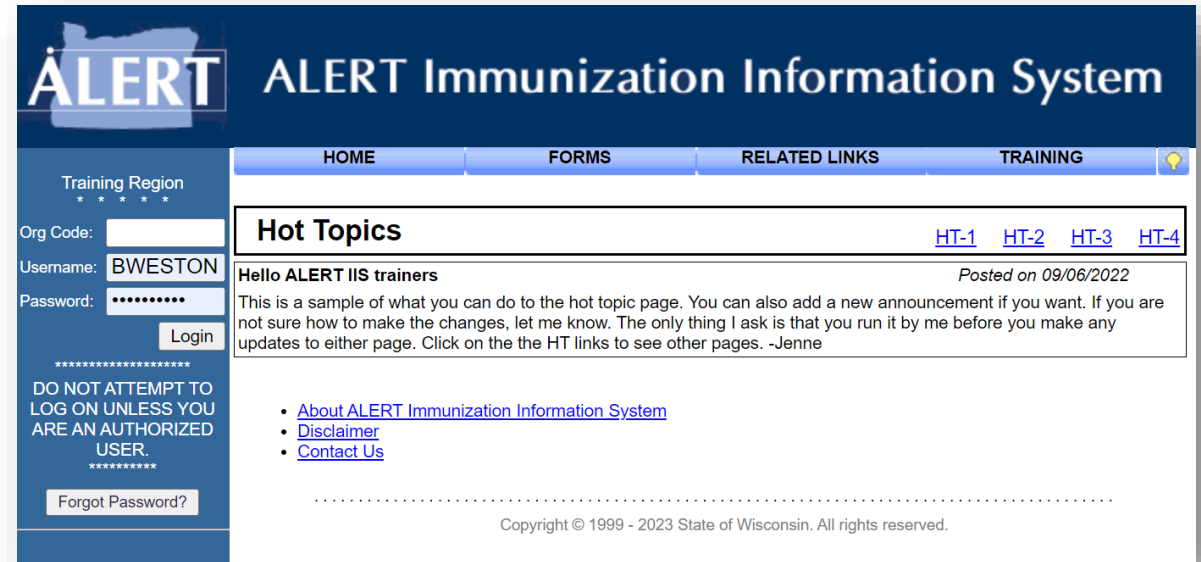 ALERT
ALERT Immunization Information System
HOME FORMS RELATED LINKS TRAINING
Training Region
* * * * *
Org Code:
Username: BWESTON
Password: ••••••••••
Login
********************
DO NOT ATTEMPT TO
LOG ON UNLESS YOU
ARE AN AUTHORIZED
USER.
**********
Forgot Password?
Hot Topics HT-1 HT-2 HT-3 HT-4
Hello ALERT IIS trainers Posted on 09/06/2022
This is a sample of what you can do to the hot topic page. You can also add a new announcement if you want. If you are
not sure how to make the changes, let me know. The only thing I ask is that you run it by me before you make any
updates to either page. Click on the the HT links to see other pages. -Jenne
• About ALERT Immunization Information System
• Disclaimer
• Contact Us
Copyright © 1999 - 2023 State of Wisconsin. All rights reserved.